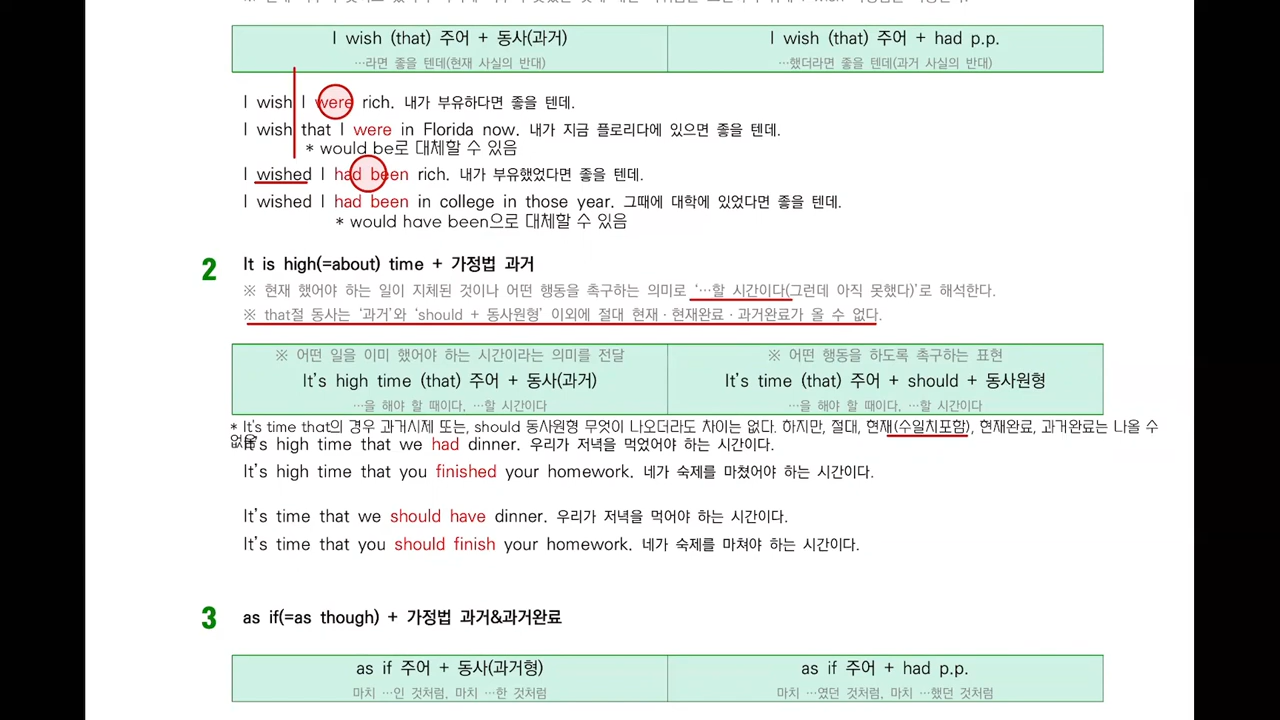 I wish (that) 주어 + 동사(과거)
…라면 좋을 텐데(현재 사실의 반대)
I wish (that) 주어 + had p.p.
…했더라면 좋을 텐데(과거 사실의 반대)
I wish I were rich. 내가 부유하다면 좋을 텐데.
I wish that I were in Florida now. 내가 지금 플로리다에 있으면 좋을 텐데.
* would be로 대체할 수 있음
I wished I had been rich. 내가 부유했었다면 좋을 텐데.
I wished I had been in college in those year. 그때에 대학에 있었다면 좋을 텐데.
* would have been으로 대체할 수 있음
2 It is high(=about) time + 가정법 과거
※ 현재 했어야 하는 일이 지체된 것이나 어떤 행동을 촉구하는 의미로 ‘…할 시간이다(그런데 아직 못했다)’로 해석한다.
※ that절 동사는 ‘과거’와 ‘should + 동사원형’ 이외에 절대 현재·현재완료·과거완료가 올 수 없다.
※ 어떤 일을 이미 했어야 하는 시간이라는 의미를 전달
It’s high time (that) 주어 + 동사(과거)
…을 해야 할 때이다, …할 시간이다
※ 어떤 행동을 하도록 촉구하는 표현
It’s time (that) 주어 + should + 동사원형
…을 해야 할 때이다, …할 시간이다
* It's time that의 경우 과거시제 또는, should 동사원형 무엇이 나오더라도 차이는 없다. 하지만, 절대, 현재(수일치포함), 현재완료, 과거완료는 나올 수
없음
It’s high time that we had dinner. 우리가 저녁을 먹었어야 하는 시간이다.
It’s high time that you finished your homework. 네가 숙제를 마쳤어야 하는 시간이다.
It’s time that we should have dinner. 우리가 저녁을 먹어야 하는 시간이다.
It’s time that you should finish your homework. 네가 숙제를 마쳐야 하는 시간이다.
3 as if(=as though) + 가정법 과거&과거완료
as if 주어 + 동사(과거형)
마치 …인 것처럼, 마치 …한 것처럼
as if 주어 + had p.p.
마치 …였던 것처럼, 마치 …했던 것처럼